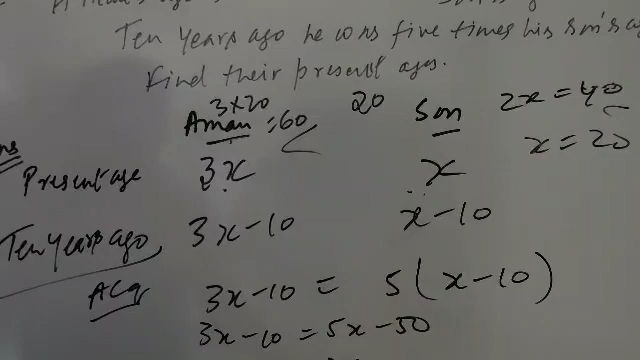 Ten years ago he was five times his son's
Find their present ages.
3×20
Aman = 60 20 Son 2x = 40
x = 20
Present age 3x x
Ten years ago 3x-10 x-10
3x-10 = 5(x-10)
3x-10 = 5x-50